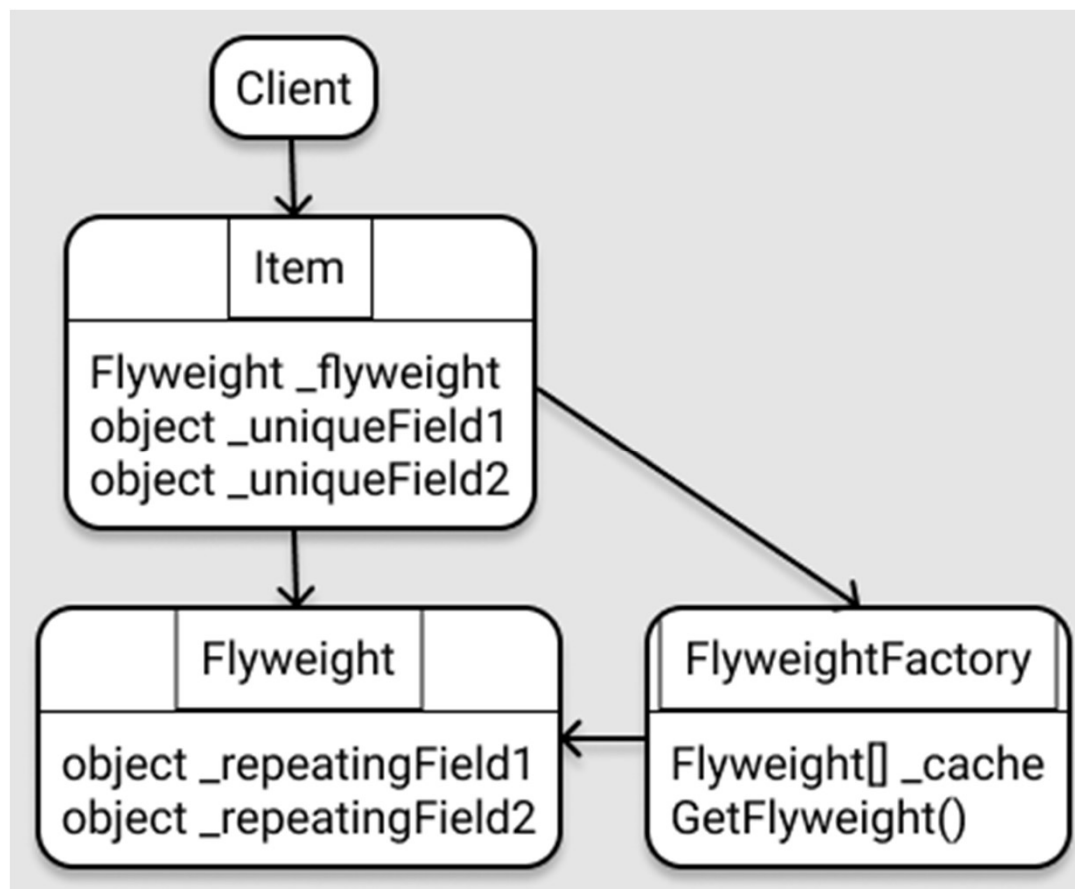 Client
Item
Flyweight _flyweight
object _uniqueField1
object _uniqueField2
Flyweight
object _repeatingField1
object _repeatingField2
FlyweightFactory
Flyweight[] _cache
GetFlyweight()